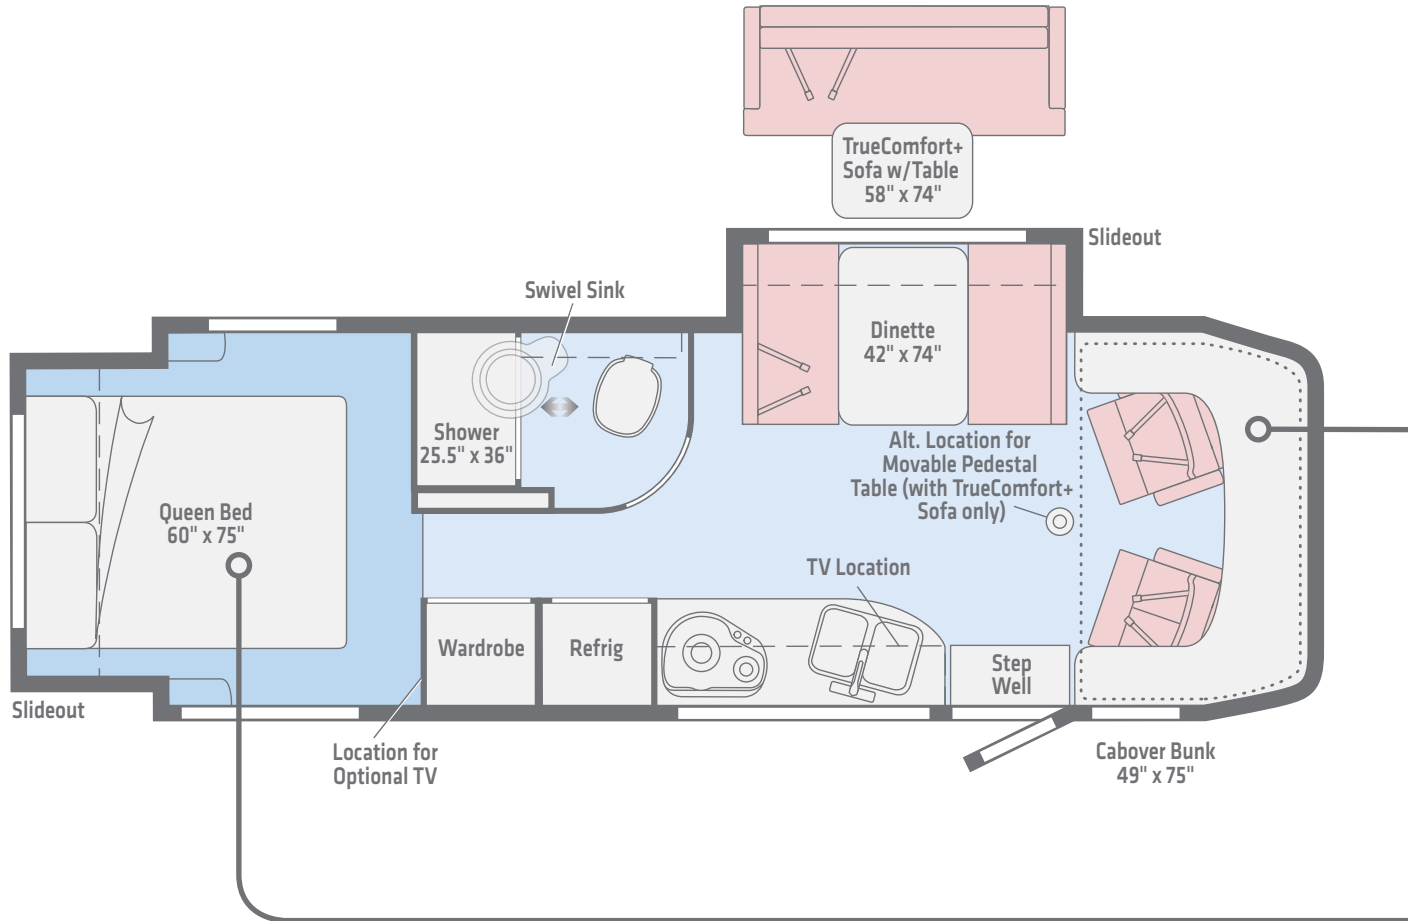 TrueComfort+
Sofa w/Table
58" x 74"
Slideout
Swivel Sink
Dinette
42" x 74"
Shower
25.5" x 36"
Alt. Location for
Movable Pedestal
Table (with TrueComfort+
Sofa only)
Queen Bed
60" x 75"
TV Location
Wardrobe
Refrig
Step
Well
Slideout
Location for
Optional TV
Cabover Bunk
49" x 75"